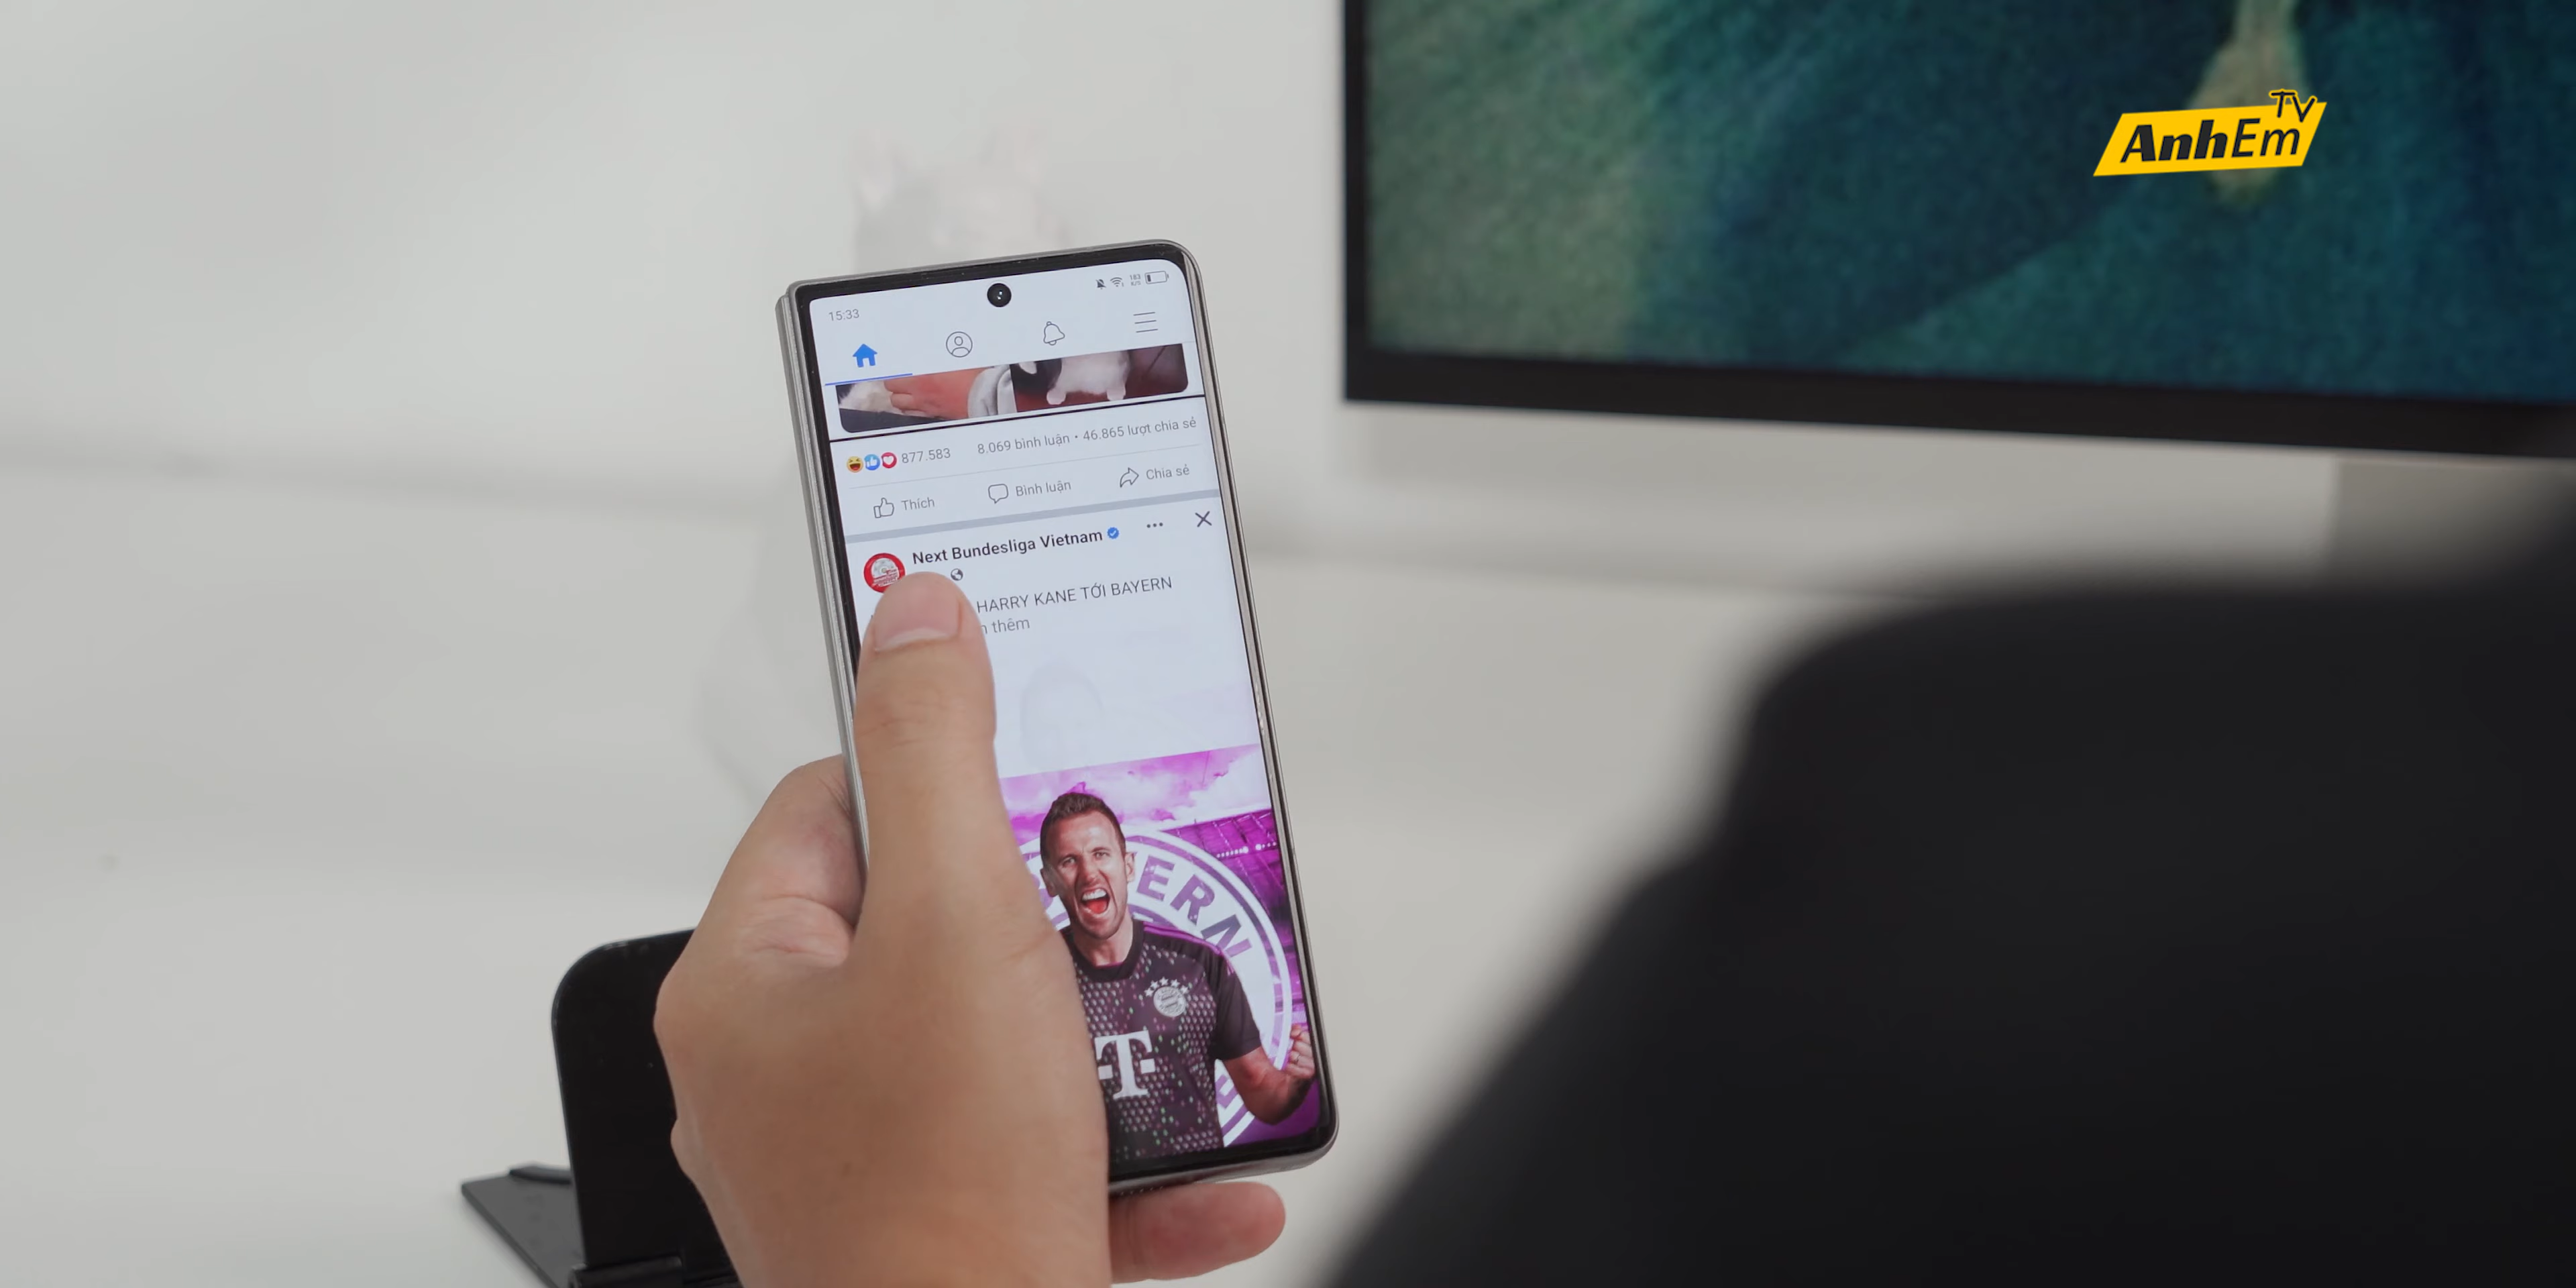 AnhEm TV
15:33
183
877.583 8.069 bình luận • 46.865 lượt chia sẻ
Thích Bình luận Chia sẻ
Next Bundesliga Vietnam
HARRY KANE TỚI BAYERN
thêm
T